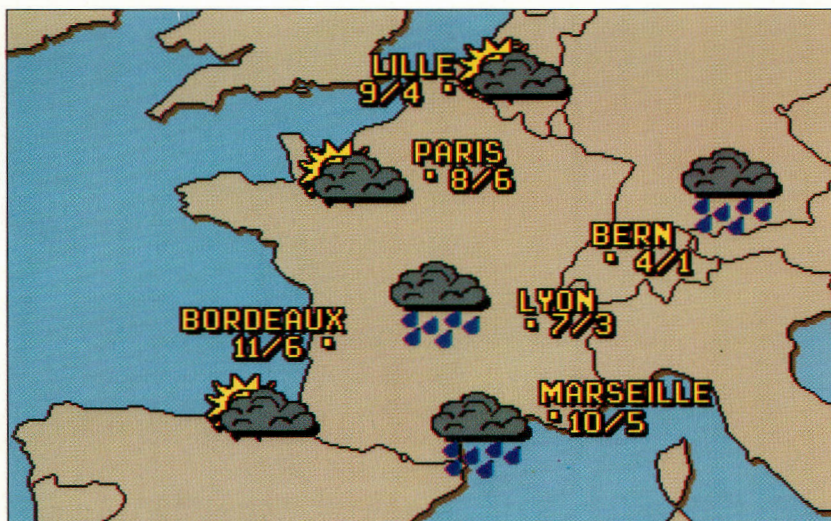 LILLE
9/4
PARIS
8/6
BERN
4/1
LYON
7/3
BORDEAUX
11/6
MARSEILLE
10/5